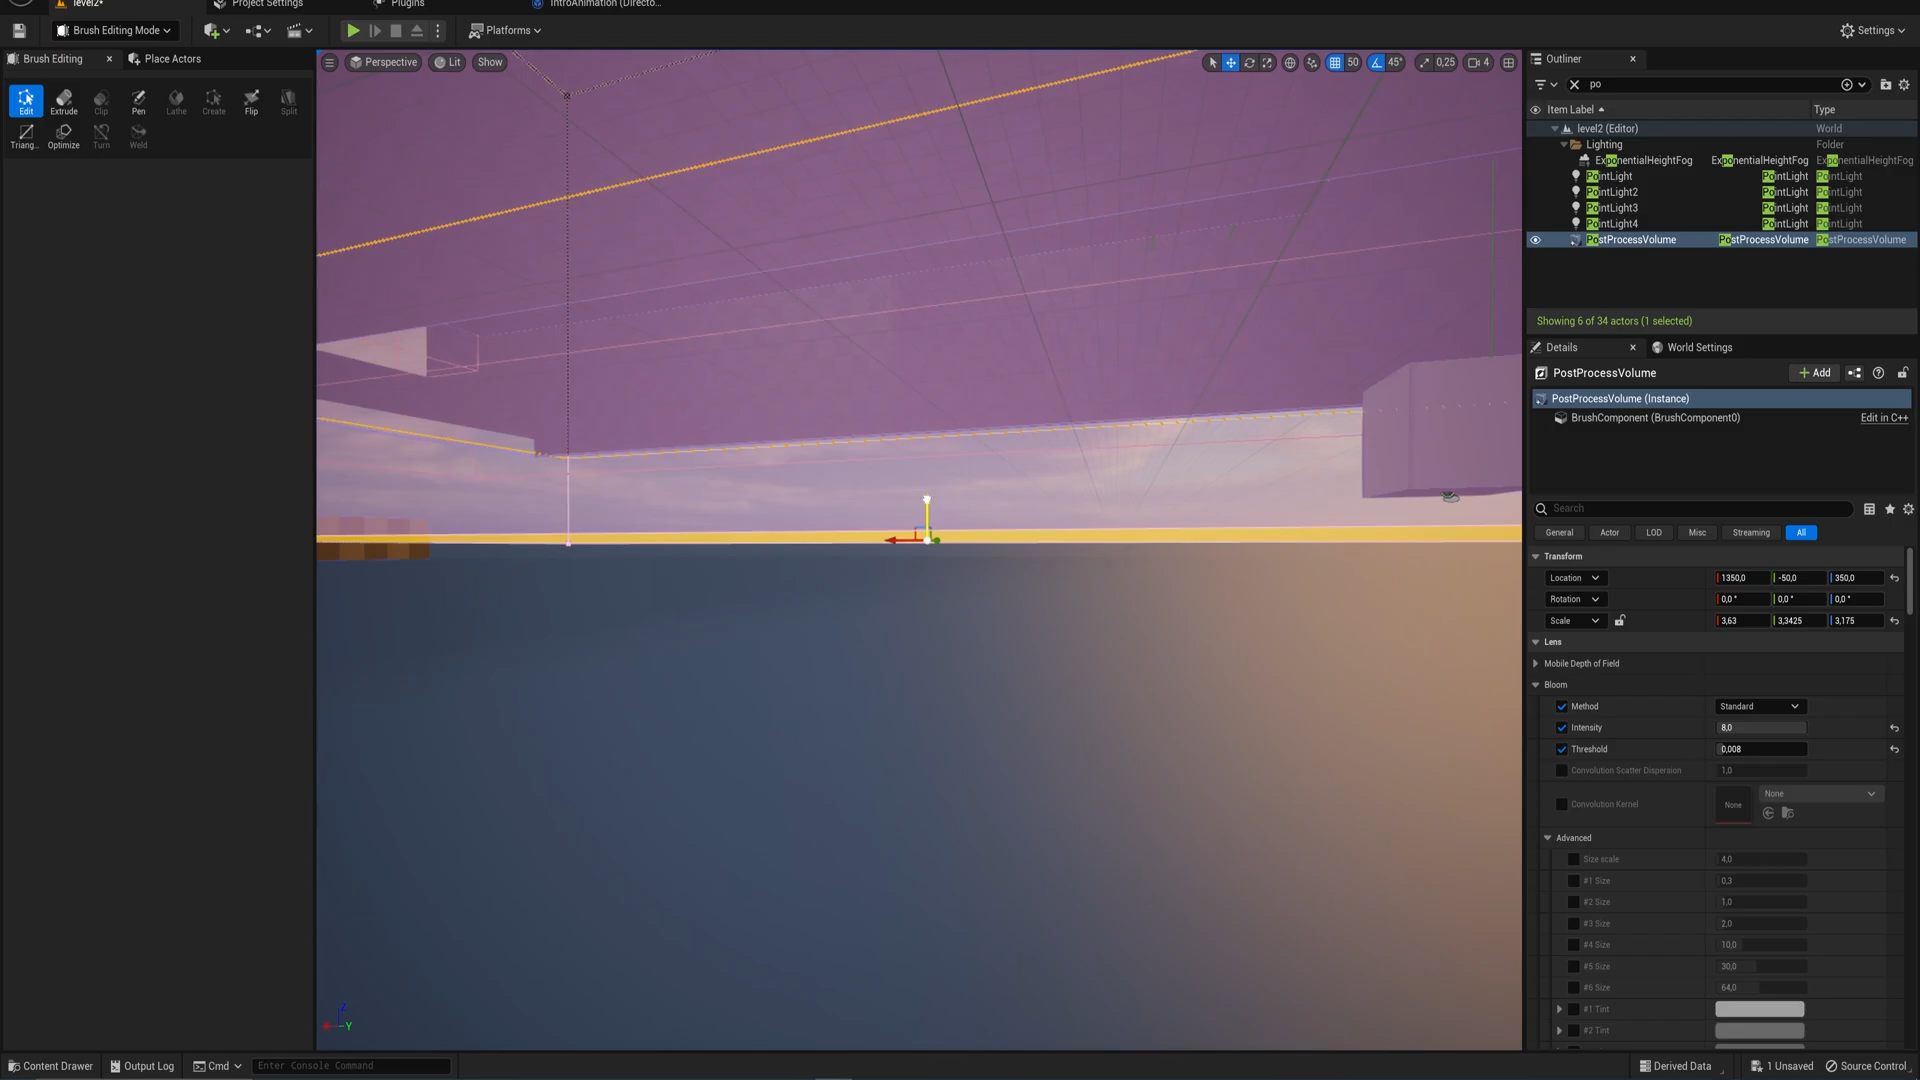 level2*
Project Settings
Plugins
IntroAnimation (Directo...
Brush Editing Mode
Platforms
Settings
Brush Editing
Place Actors
Edit
Extrude
Clip
Pen
Lathe
Create
Flip
Split
Triang...
Optimize
Turn
Weld
Perspective
Lit
Show
50
45°
0,25
4
Z
Y
Outliner
po
Item Label
Type
level2 (Editor)
World
Lighting
Folder
ExponentialHeightFog
ExponentialHeightFog
ExponentialHeightFog
PointLight
PointLight
PointLight
PointLight2
PointLight
PointLight
PointLight3
PointLight
PointLight
PointLight4
PointLight
PointLight
PostProcessVolume
PostProcessVolume
PostProcessVolume
Showing 6 of 34 actors (1 selected)
Details
World Settings
PostProcessVolume
Add
PostProcessVolume (Instance)
BrushComponent (BrushComponent0)
Edit in C++
Search
General
Actor
LOD
Misc
Streaming
All
Transform
Location
1350,0
-50,0
350,0
Rotation
0,0 °
0,0 °
0,0 °
Scale
3,63
3,3425
3,175
Lens
Mobile Depth of Field
Bloom
Method
Standard
Intensity
8,0
Threshold
0,008
Convolution Scatter Dispersion
1,0
Convolution Kernel
None
None
Advanced
Size scale
4,0
#1 Size
0,3
#2 Size
1,0
#3 Size
2,0
#4 Size
10,0
#5 Size
30,0
#6 Size
64,0
#1 Tint
#2 Tint
Content Drawer
Output Log
Cmd
Enter Console Command
Derived Data
1 Unsaved
Source Control